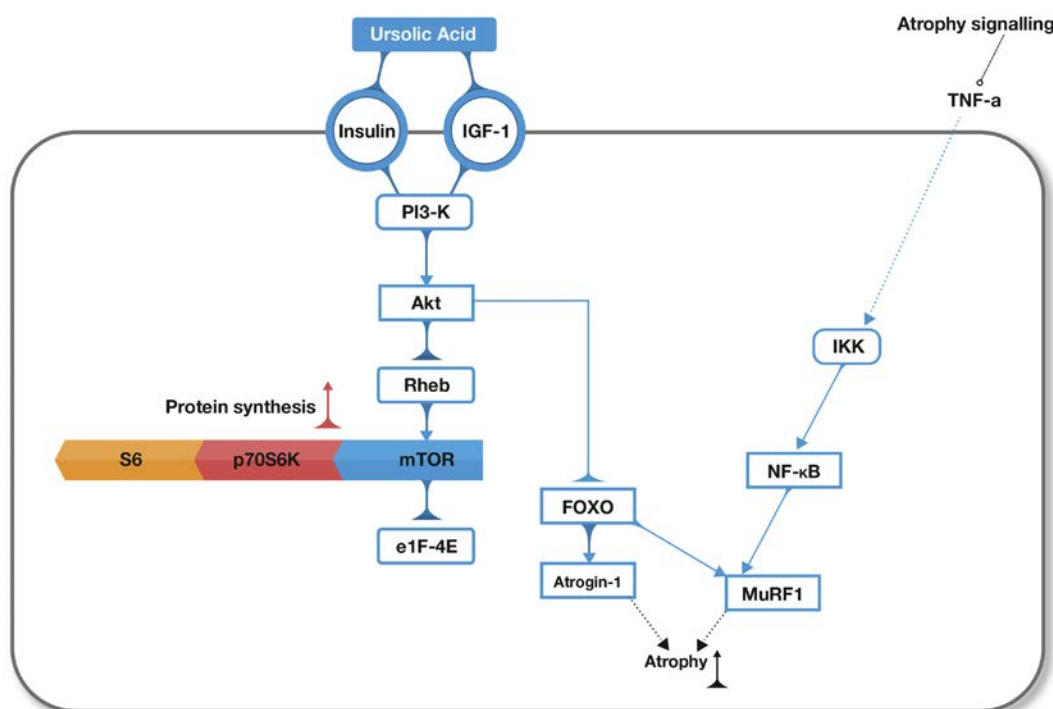 Ursolic Acid
Atrophy signalling
TNF-a
Insulin
IGF-1
PI3-K
Akt
IKK
Rheb
Protein synthesis
S6
p70S6K
mTOR
NF-κB
FOXO
e1F-4E
Atrogin-1
MuRF1
Atrophy